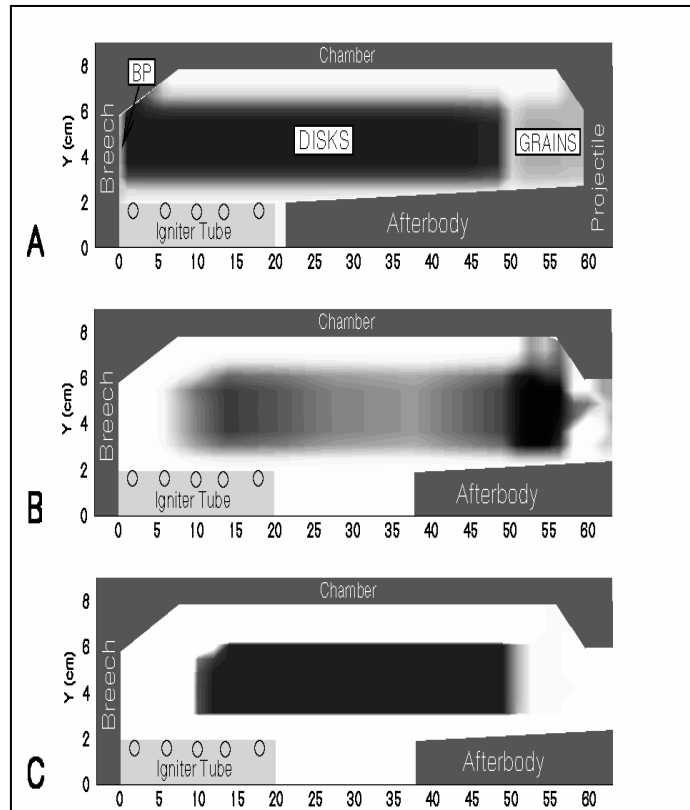 Chamber
8
BP
6
Y (cm)
Breech
DISKS
GRAINS
Projectile
4
2
Igniter Tube
Afterbody
A
0
0 5 10 15 20 25 30 35 40 45 50 55 60
Chamber
8
6
Y (cm)
Breech
4
2
Igniter Tube
Afterbody
B
0
0 5 10 15 20 25 30 35 40 45 50 55 60
Chamber
8
6
Y (cm)
Breech
4
2
Igniter Tube
Afterbody
C
0
0 5 10 15 20 25 30 35 40 45 50 55 60